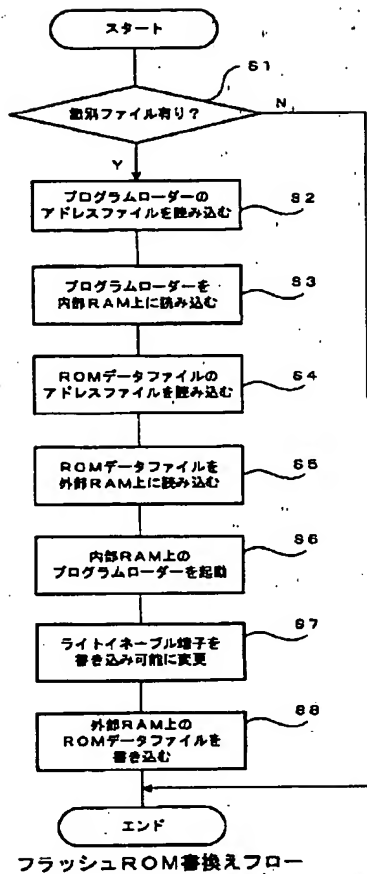 スタート
S1
識別ファイル有り?
N
Y
プログラムローダーの
アドレスファイルを読み込む
S2
プログラムローダーを
内部RAM上に読み込む
S3
ROMデータファイルの
アドレスファイルを読み込む
S4
ROMデータファイルを
外部RAM上に読み込む
S5
内部RAM上の
プログラムローダーを起動
S6
ライトイネーブル端子を
書き込み可能に変更
S7
外部RAM上の
ROMデータファイルを
書き込む
S8
エンド
フラッシュROM書換えフロー